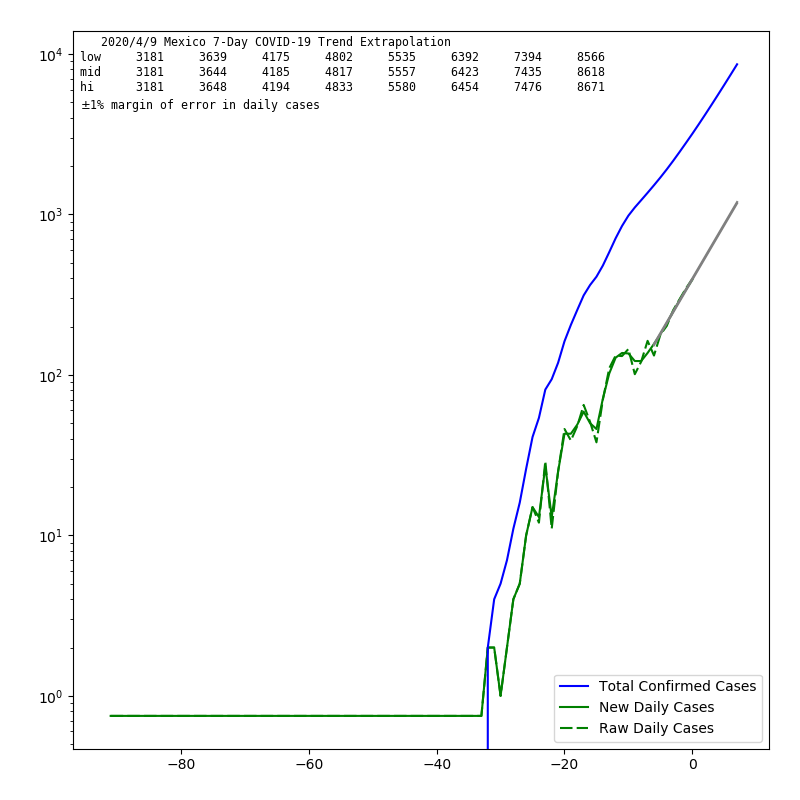 2020/4/9 Mexico 7-Day COVID-19 Trend Extrapolation
low 3181 3639 4175 4802 5535 6392 7394 8566
mid 3181 3644 4185 4817 5557 6423 7435 8618
hi 3181 3648 4194 4833 5580 6454 7476 8671
±1% margin of error in daily cases
10⁴
10³
10²
10¹
10⁰
Total Confirmed Cases
New Daily Cases
Raw Daily Cases
−80 −60 −40 −20 0